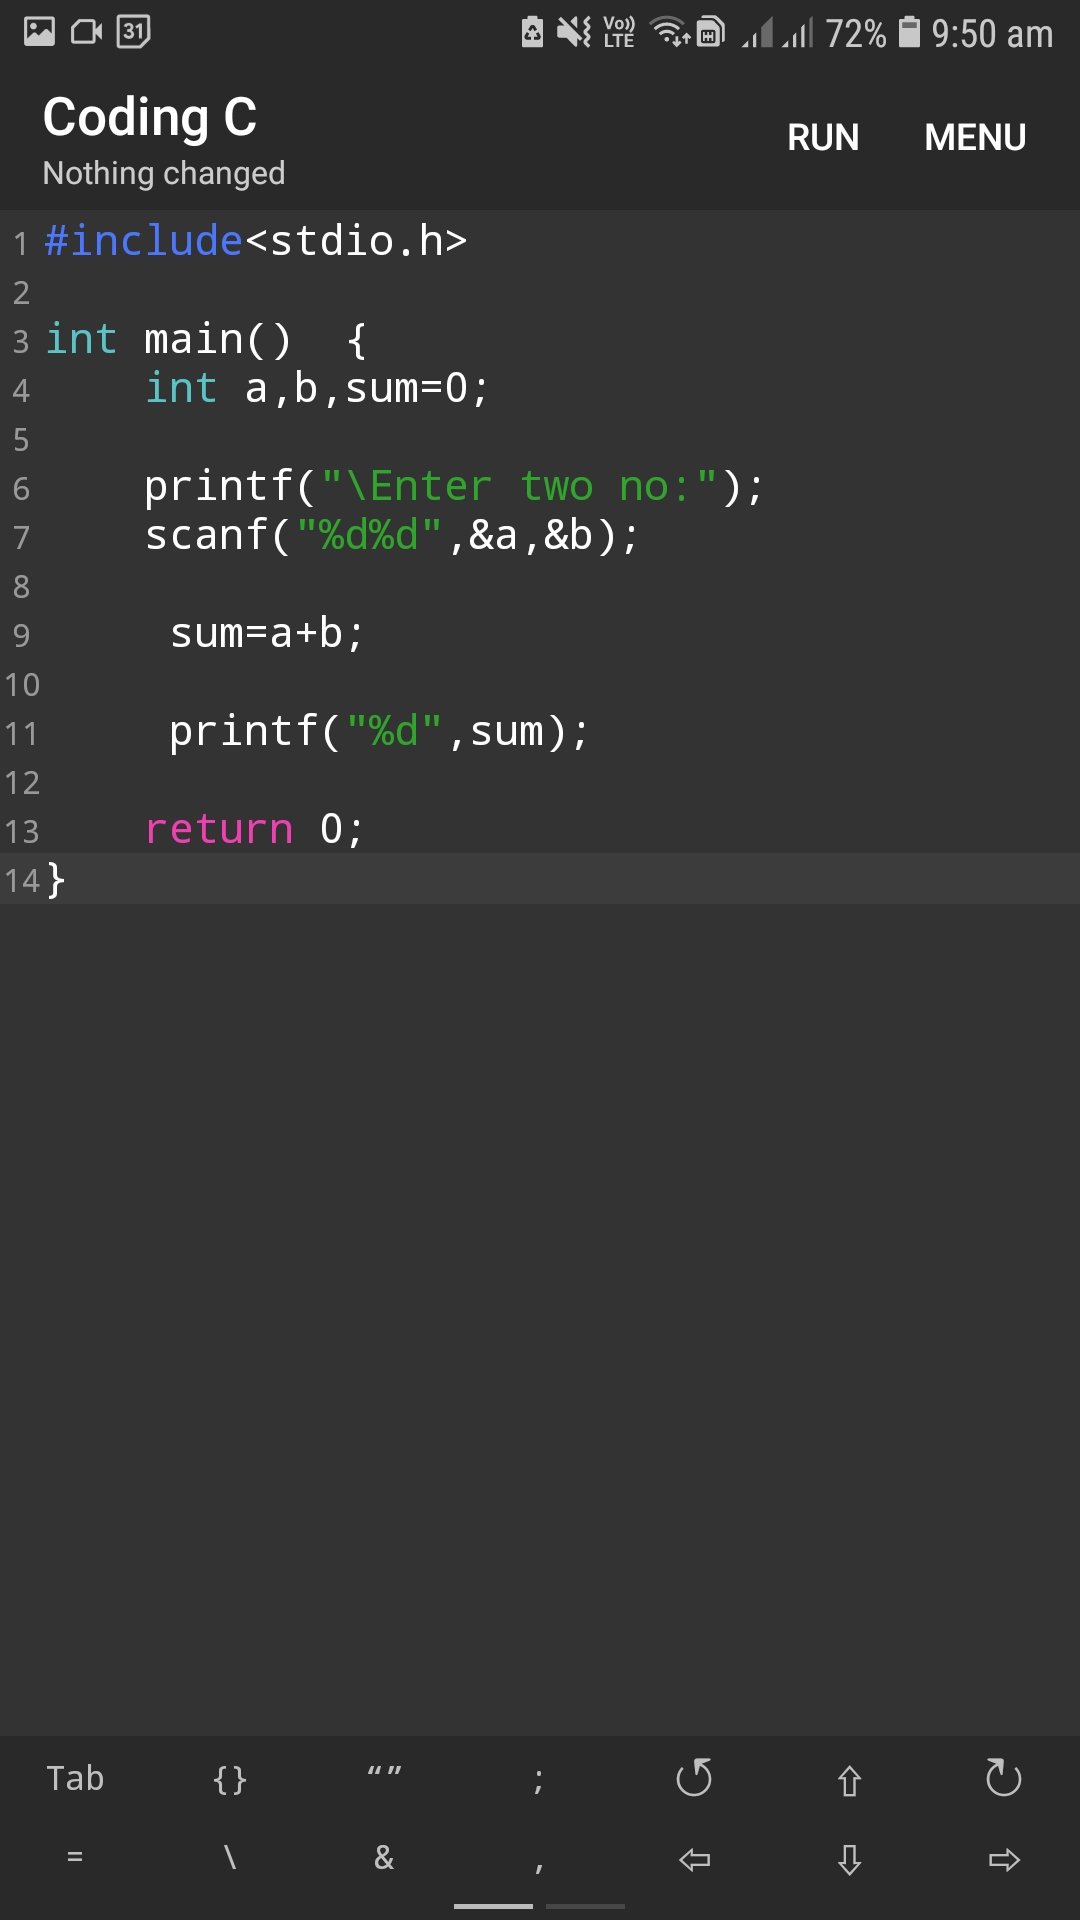 31 Vo)) LTE 72% 9:50 am
Coding C
RUN MENU
Nothing changed
1 #include<stdio.h>
2
3 int main()  {
4     int a,b,sum=0;
5
6     printf("\Enter two no:");
7     scanf("%d%d",&a,&b);
8
9      sum=a+b;
10
11      printf("%d",sum);
12
13     return 0;
14 }
Tab {} “” ;
= \ & ,